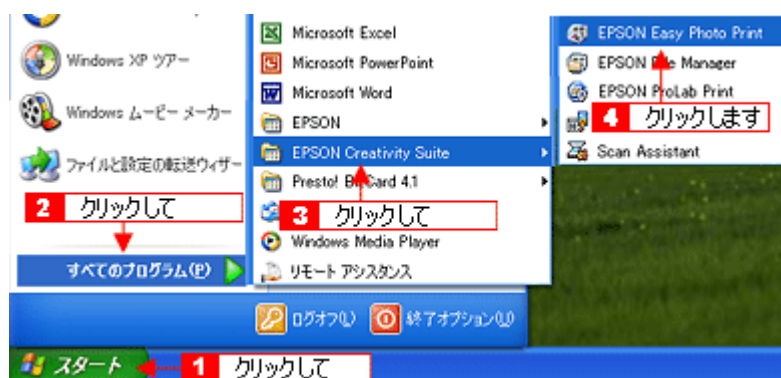 Windows XP ツアー
Windows ムービー メーカー
ファイルと設定の転送ウィザー
2 クリックして
すべてのプログラム(P)
Microsoft Excel
Microsoft PowerPoint
Microsoft Word
EPSON
EPSON Creativity Suite
Presto! Card 4.1
3 クリックして
Windows Media Player
リモート アシスタンス
EPSON Easy Photo Print
EPSON File Manager
EPSON ProLab Print
4 クリックします
Scan Assistant
ログオフ(L)
終了オプション(U)
スタート
1 クリックして